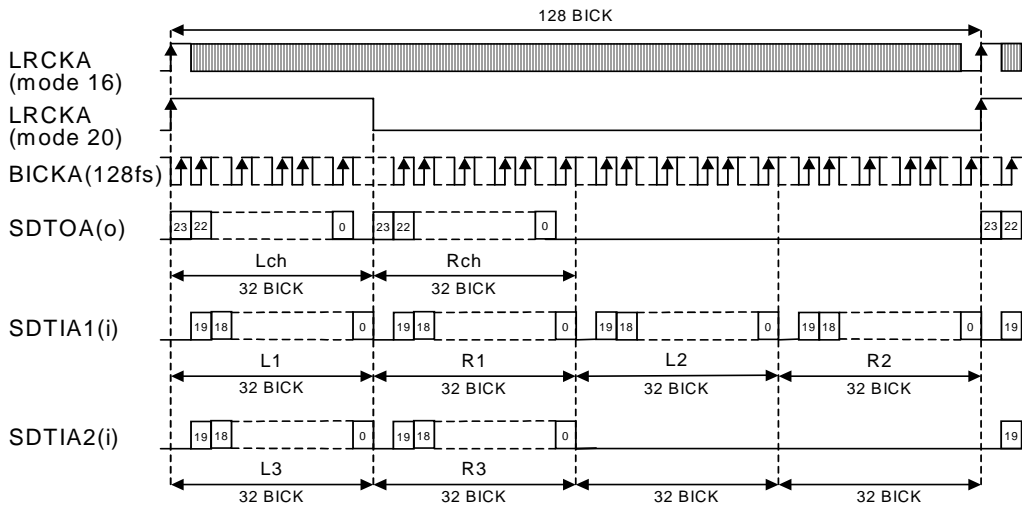 128 BICK
LRCKA
(mode 16)
LRCKA
(mode 20)
BICKA(128fs)
SDTOA(o)
23 22 0 23 22 0 23 22
Lch Rch
32 BICK 32 BICK
SDTIA1(i)
19 18 0 19 18 0 19 18 0 19 18 0 19
L1 R1 L2 R2
32 BICK 32 BICK 32 BICK 32 BICK
SDTIA2(i)
19 18 0 19 18 0 19
L3 R3
32 BICK 32 BICK 32 BICK 32 BICK